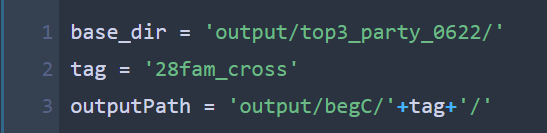 1 base_dir = 'output/top3_party_0622/'
2 tag = '28fam_cross'
3 outputPath = 'output/begC/'+tag+'/'